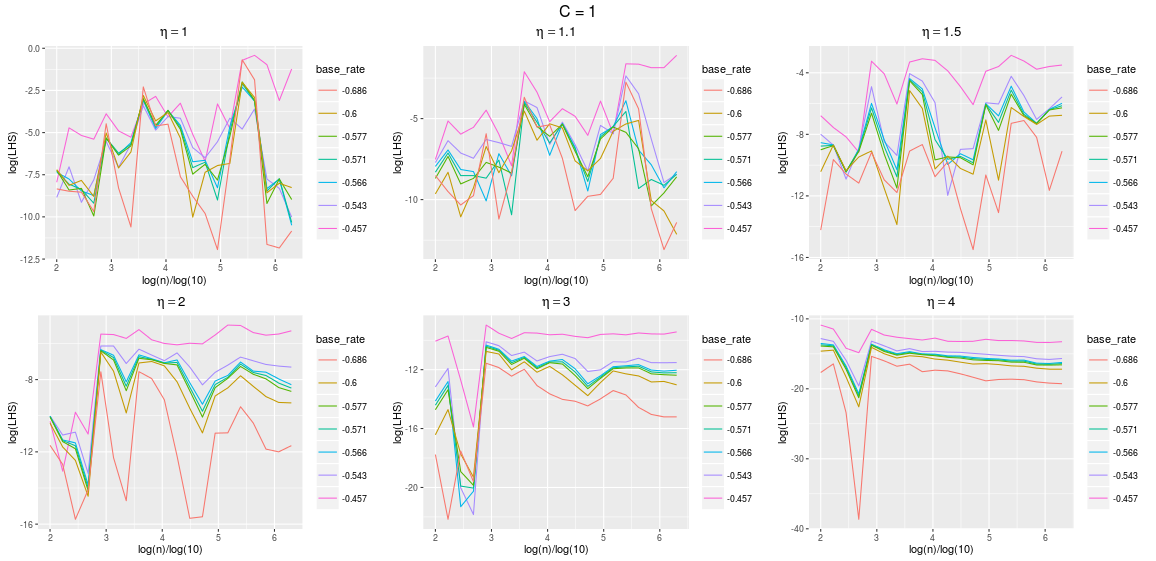 C = 1
η = 1
log(LHS)
0.0
-2.5
-5.0
-7.5
-10.0
-12.5
2 3 4 5 6
log(n)/log(10)
base_rate
-0.686
-0.6
-0.577
-0.571
-0.566
-0.543
-0.457
η = 1.1
log(LHS)
-5
-10
2 3 4 5 6
log(n)/log(10)
base_rate
-0.686
-0.6
-0.577
-0.571
-0.566
-0.543
-0.457
η = 1.5
log(LHS)
-4
-8
-12
-16
2 3 4 5 6
log(n)/log(10)
base_rate
-0.686
-0.6
-0.577
-0.571
-0.566
-0.543
-0.457
η = 2
log(LHS)
-8
-12
-16
2 3 4 5 6
log(n)/log(10)
base_rate
-0.686
-0.6
-0.577
-0.571
-0.566
-0.543
-0.457
η = 3
log(LHS)
-12
-20
2 3 4 5 6
log(n)/log(10)
base_rate
-0.686
-0.6
-0.577
-0.571
-0.566
-0.543
-0.457
η = 4
log(LHS)
-10
-20
-30
-40
2 3 4 5 6
log(n)/log(10)
base_rate
-0.686
-0.6
-0.577
-0.571
-0.566
-0.543
-0.457